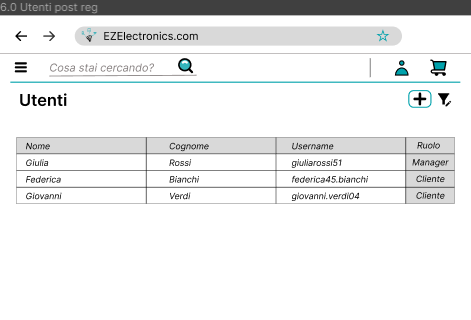 6.0 Utenti post reg
EZElectronics.com
Cosa stai cercando?
Utenti
Nome Cognome Username Ruolo
Giulia Rossi giuliarossi51 Manager
Federica Bianchi federica45.bianchi Cliente
Giovanni Verdi giovanni.verdi04 Cliente